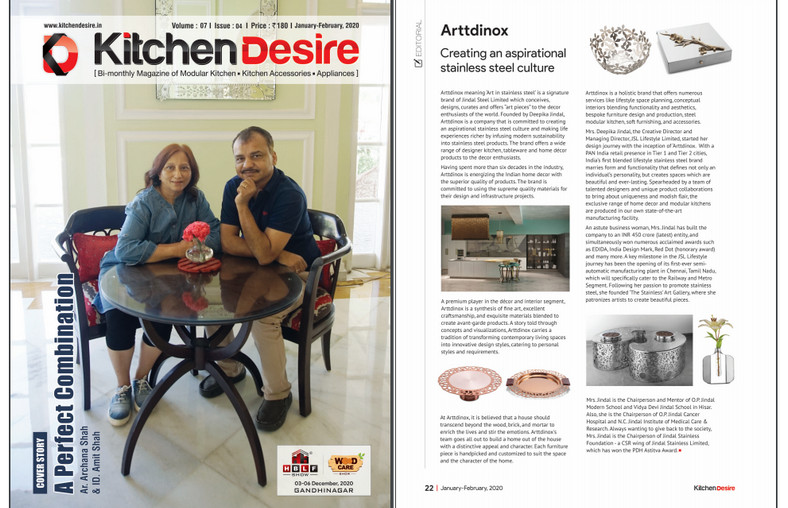 www.kitchendesire.in
Volume : 07 | Issue : 04 | Price : ₹180 | January-February, 2020
Kitchen Desire
[ Bi-monthly Magazine of Modular Kitchen • Kitchen Accessories • Appliances ]
COVER STORY
A Perfect Combination
Ar. Archana Shah
& ID. Amit Shah
HBLF
SHOW
WOOD
CARE
SHOW
03-06 December, 2020
GANDHINAGAR
EDITORIAL
Arttdinox
Creating an aspirational
stainless steel culture
Arttdinox meaning 'Art in stainless steel' is a signature
brand of Jindal Steel Limited which conceives,
designs, curates and offers "art pieces" to the decor
enthusiasts of the world. Founded by Deepika Jindal,
Arttdinox is a company that is committed to creating
an aspirational stainless steel culture and making life
experiences richer by infusing modern sustainability
into stainless steel products. The brand offers a wide
range of designer kitchen, tableware and home decor
products to the decor enthusiasts.
Having spent more than six decades in the industry,
Arttdinox is energizing the Indian home decor with
the superior quality of products. The brand is
committed to using the supreme quality materials for
their design and infrastructure projects.
A premium player in the décor and interior segment,
Arttdinox is a synthesis of fine art, excellent
craftsmanship, and exquisite materials blended to
create avant-garde products. A story told through
concepts and visualizations, Arttdinox carries a
tradition of transforming contemporary living spaces
into innovative design styles, catering to personal
styles and requirements.
At Arttdinox, it is believed that a house should
transcend beyond the wood, brick, and mortar to
enrich the lives and stir the emotions. Arttdinox's
team goes all out to build a home out of the house
with a distinctive appeal and character. Each furniture
piece is handpicked and customized to suit the space
and the character of the home.
Arttdinox is a holistic brand that offers numerous
services like lifestyle space planning, conceptual
interiors blending functionality and aesthetics,
bespoke furniture design and production, steel
modular kitchen, soft furnishing, and accessories.
Mrs. Deepika Jindal, the Creative Director and
Managing Director, JSL Lifestyle Limited, started her
design journey with the inception of 'Arttdinox. With a
PAN India retail presence in Tier 1 and Tier 2 cities,
India's first blended lifestyle stainless steel brand
marries form and functionality that defines not only an
individual's personality, but creates spaces which are
beautiful and ever-lasting. Spearheaded by a team of
talented designers and unique product collaborations
to bring about uniqueness and modish flair, the
exclusive range of home decor and modular kitchens
are produced in our own state-of-the-art
manufacturing facility.
An astute business woman, Mrs. Jindal has built the
company to an INR 450 crore (latest) entity, and
simultaneously won numerous acclaimed awards such
as EDIDA, India Design Mark, Red Dot (honorary award)
and many more. A key milestone in the JSL Lifestyle
journey has been the opening of its first-ever semi-
automatic manufacturing plant in Chennai, Tamil Nadu,
which will specifically cater to the Railway and Metro
Segment. Following her passion to promote stainless
steel, she founded 'The Stainless' Art Gallery, where she
patronizes artists to create beautiful pieces.
Mrs. Jindal is the Chairperson and Mentor of O.P. Jindal
Modern School and Vidya Devi Jindal School in Hisar.
Also, she is the Chairperson of O.P. Jindal Cancer
Hospital and N.C. Jindal Institute of Medical Care &
Research. Always wanting to give back to the society,
Mrs. Jindal is the Chairperson of Jindal Stainless
Foundation - a CSR wing of Jindal Stainless Limited,
which has won the PDH Astitva Award.
22 | January-February, 2020
Kitchen Desire